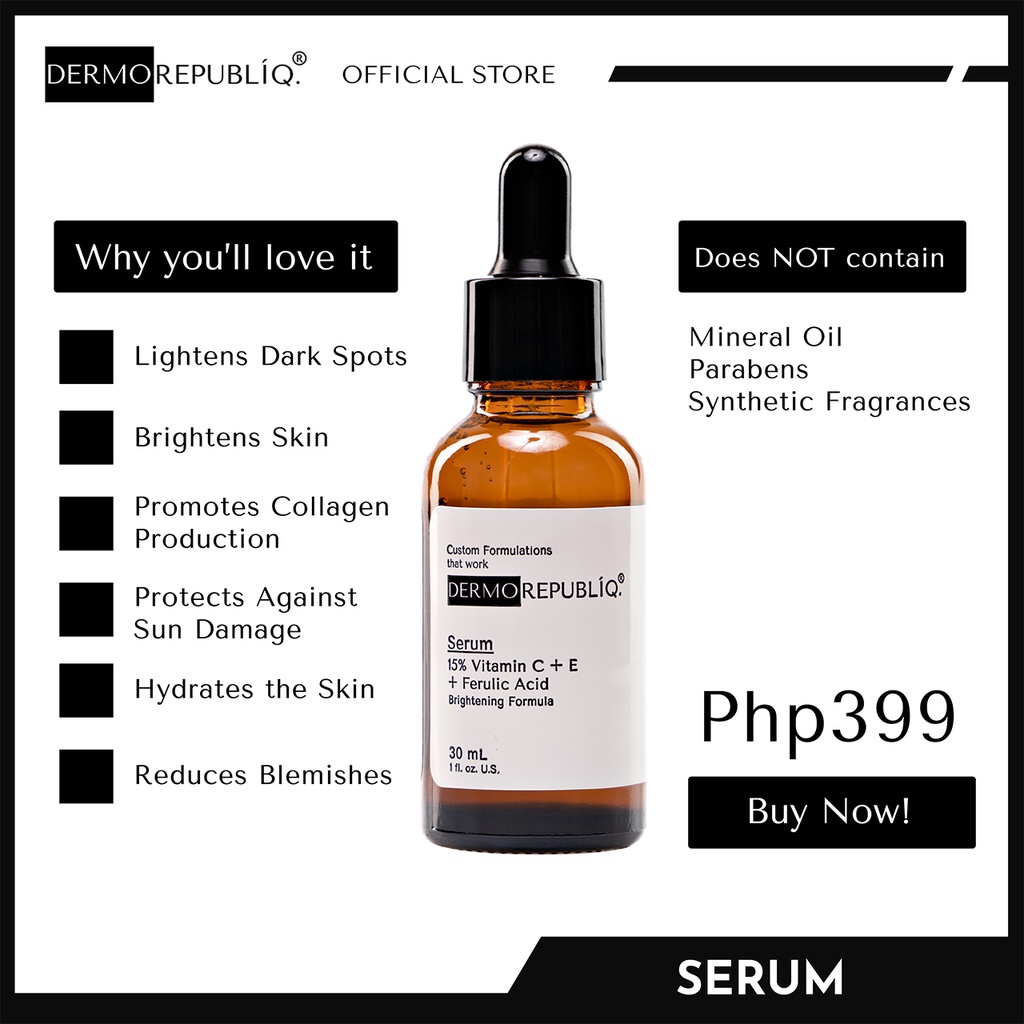 DERMOREPUBLÍQ.® OFFICIAL STORE
Why you'll love it
Lightens Dark Spots
Brightens Skin
Promotes Collagen
Production
Protects Against
Sun Damage
Hydrates the Skin
Reduces Blemishes
Custom Formulations
that work
DERMOREPUBLÍQ.®
Serum
15% Vitamin C + E
+ Ferulic Acid
Brightening Formula
30 mL
1 fl. oz. U.S.
Does NOT contain
Mineral Oil
Parabens
Synthetic Fragrances
Php399
Buy Now!
SERUM